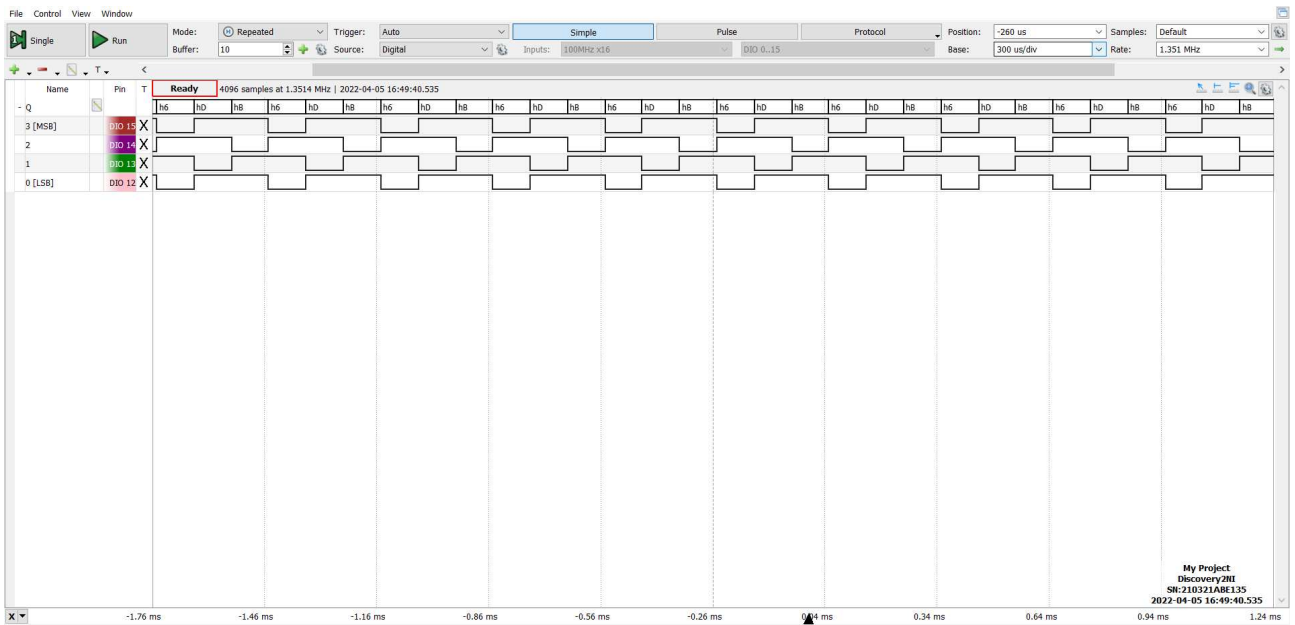 File Control View Window
Single Run Mode: Repeated Trigger: Auto Simple Pulse Protocol Position: -260 us Samples: Default
Buffer: 10 Source: Digital Inputs: 100MHz x16 DIO 0..15 Base: 300 us/div Rate: 1.351 MHz
T
Name Pin T Ready 4096 samples at 1.3514 MHz | 2022-04-05 16:49:40.535
- Q h6 hD hB h6 hD hB h6 hD hB h6 hD hB h6 hD hB h6 hD hB h6 hD hB h6 hD hB h6 hD hB h6 hD hB
3 [MSB] DIO 15 X
2 DIO 14 X
1 DIO 13 X
0 [LSB] DIO 12 X
My Project
Discovery2NI
SN:210321ABE135
2022-04-05 16:49:40.535
X -1.76 ms -1.46 ms -1.16 ms -0.86 ms -0.56 ms -0.26 ms 0.04 ms 0.34 ms 0.64 ms 0.94 ms 1.24 ms